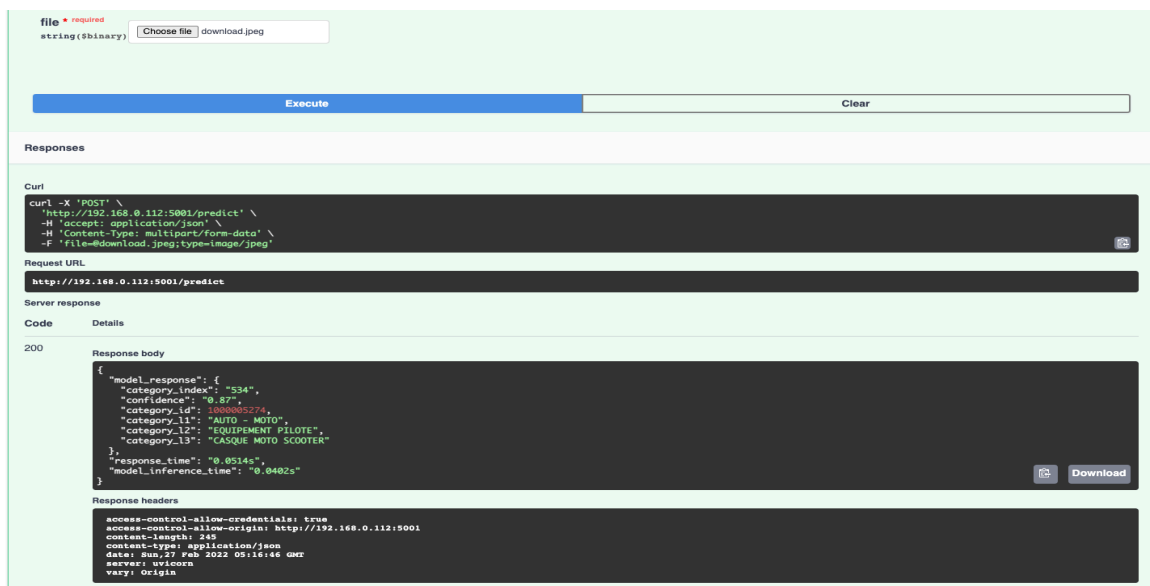 file * required
string($binary) Choose file download.jpeg
Execute Clear
Responses
Curl
curl -X 'POST' \
'http://192.168.0.112:5001/predict' \
-H 'accept: application/json' \
-H 'Content-Type: multipart/form-data' \
-F 'file=@download.jpeg;type=image/jpeg'
Request URL
http://192.168.0.112:5001/predict
Server response
Code Details
200
Response body
{
"model_response": {
"category_index": "534",
"confidence": "0.87",
"category_id": 1000005274,
"category_l1": "AUTO - MOTO",
"category_l2": "EQUIPEMENT PILOTE",
"category_l3": "CASQUE MOTO SCOOTER"
},
"response_time": "0.0514s",
"model_inference_time": "0.0402s"
}
Download
Response headers
access-control-allow-credentials: true
access-control-allow-origin: http://192.168.0.112:5001
content-length: 245
content-type: application/json
date: Sun,27 Feb 2022 05:16:46 GMT
server: uvicorn
vary: Origin